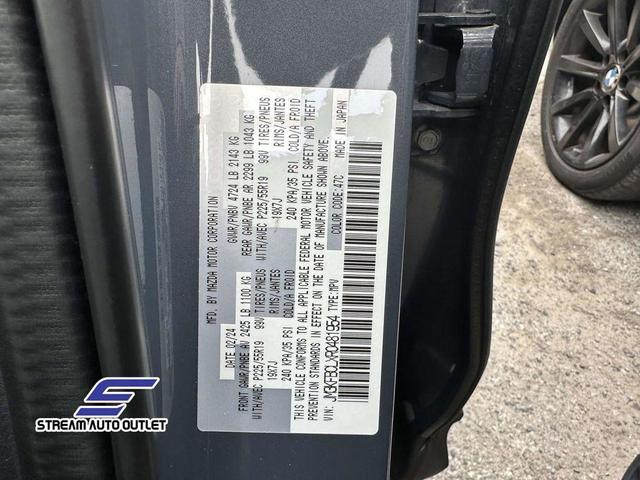 MFD. BY MAZDA MOTOR CORPORATION
DATE 02/24 GVWR/PNBV 4724 LB 2143 KG
FRONT GAWR/PNBE AV 2425 LB 1100 KG REAR GAWR/PNBE AR 2299 LB 1043 KG
WITH/AVEC P225/55R19 99V TIRES/PNEUS WITH/AVEC P225/55R19 99V TIRES/PNEUS
19X7J RIMS/JANTES 19X7J RIMS/JANTES
240 KPA/35 PSI COLD/A FROID 240 KPA/35 PSI COLD/A FROID
THIS VEHICLE CONFORMS TO ALL APPLICABLE FEDERAL MOTOR VEHICLE SAFETY AND THEFT
PREVENTION STANDARDS IN EFFECT ON THE DATE OF MANUFACTURE SHOWN ABOVE.
VIN: TYPE:MPV COLOR CODE: 47C MADE IN JAPAN
STREAM AUTO OUTLET